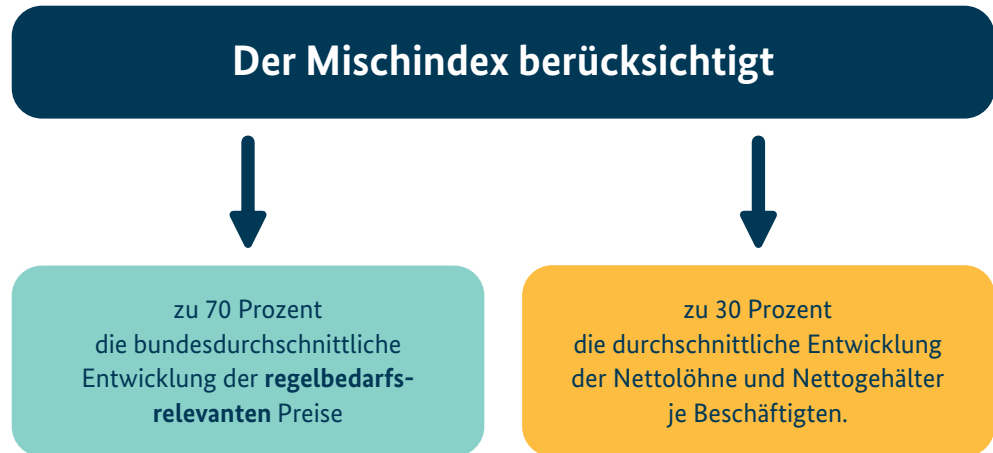 Der Mischindex berücksichtigt
zu 70 Prozent
die bundesdurchschnittliche
Entwicklung der regelbedarfs-
relevanten Preise
zu 30 Prozent
die durchschnittliche Entwicklung
der Nettolöhne und Nettogehälter
je Beschäftigten.